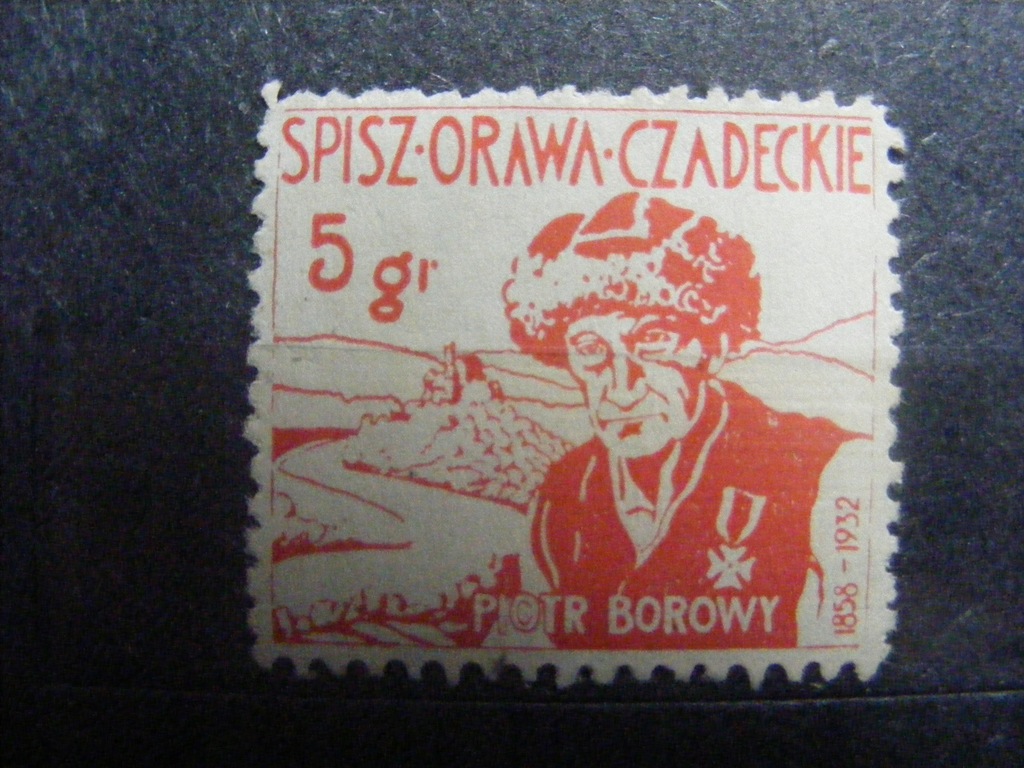 SPISZ·ORAWA·CZADECKIE
5 gr
PIOTR BOROWY
1858-1932